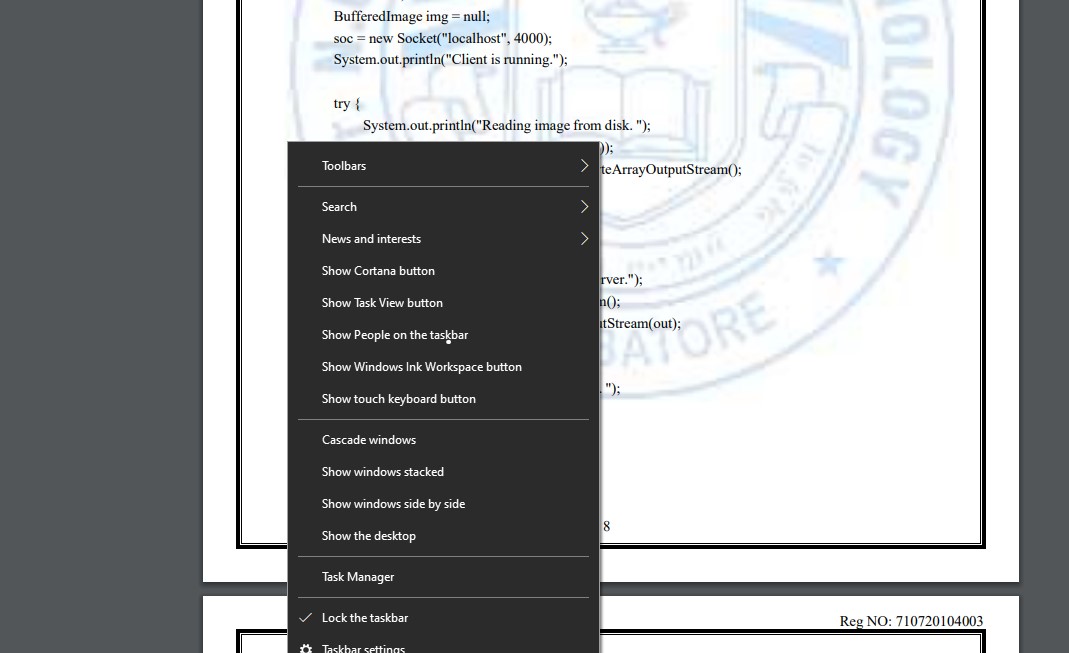 BufferedImage img = null;
soc = new Socket("localhost", 4000);
System.out.println("Client is running.");
try {
System.out.println("Reading image from disk. ");
));
teArrayOutputStream();
rver.");
n();
utStream(out);
. ");
8
Toolbars
Search
News and interests
Show Cortana button
Show Task View button
Show People on the taskbar
Show Windows Ink Workspace button
Show touch keyboard button
Cascade windows
Show windows stacked
Show windows side by side
Show the desktop
Task Manager
Lock the taskbar
Taskbar settings
Reg NO: 710720104003
NOLOGY
BATORE